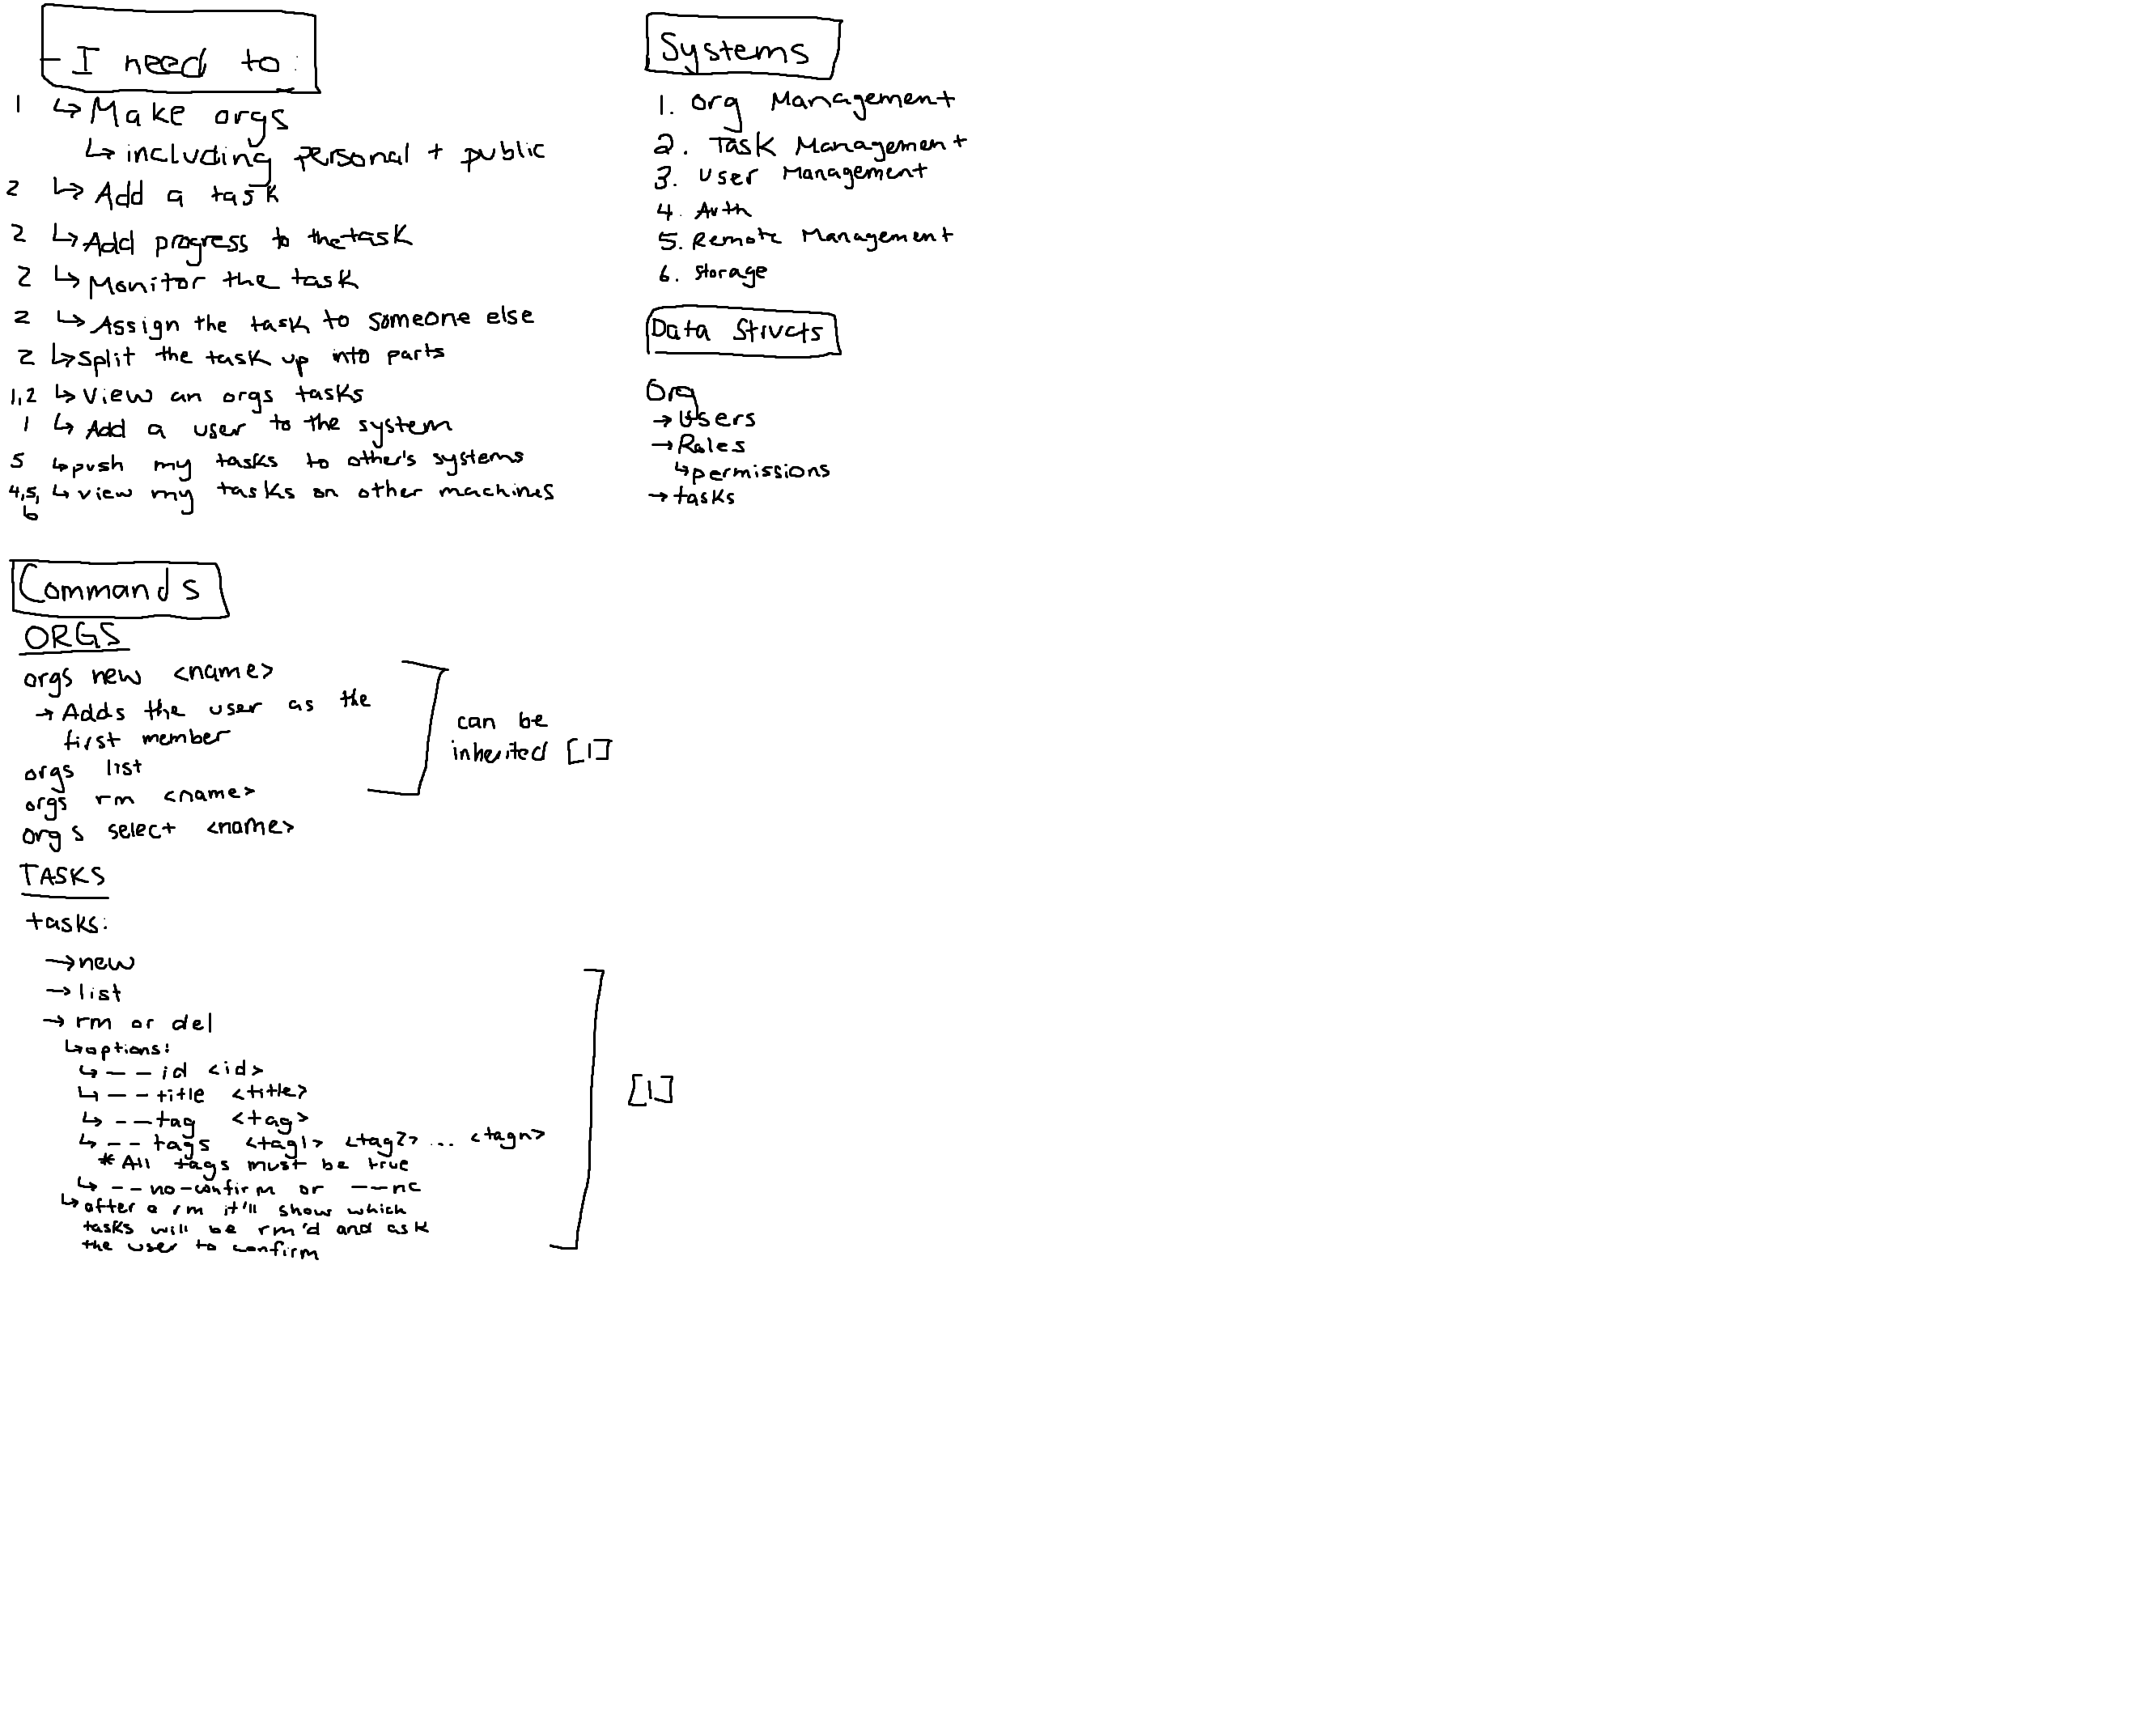 - I need to:
1 ↳ Make orgs
↳ including personal + public
2 ↳ Add a task
2 ↳ Add progress to the task
2 ↳ Monitor the task
2 ↳ Assign the task to someone else
2 ↳ Split the task up into parts
1,2 ↳ View an orgs tasks
1 ↳ Add a user to the system
5 ↳ push my tasks to other's systems
4,5, ↳ view my tasks on other machines
6
Systems
1. Org Management
2. Task Management
3. User Management
4. Auth
5. Remote Management
6. Storage
Data Structs
Org
→ Users
→ Roles
↳ permissions
→ tasks
Commands
ORGS
orgs new <name>
→ Adds the user as the
first member
orgs list
orgs rm <name>
orgs select <name>
can be
inherited [1]
TASKS
tasks:
→ new
→ list
→ rm or del
↳ options:
↳ -- id <id>
↳ -- title <title>
↳ -- tag <tag>
↳ -- tags <tag1> <tag2> ... <tagn>
* All tags must be true
↳ -- no-confirm or --nc
↳ after a rm it'll show which
tasks will be rm'd and ask
the user to confirm
[1]